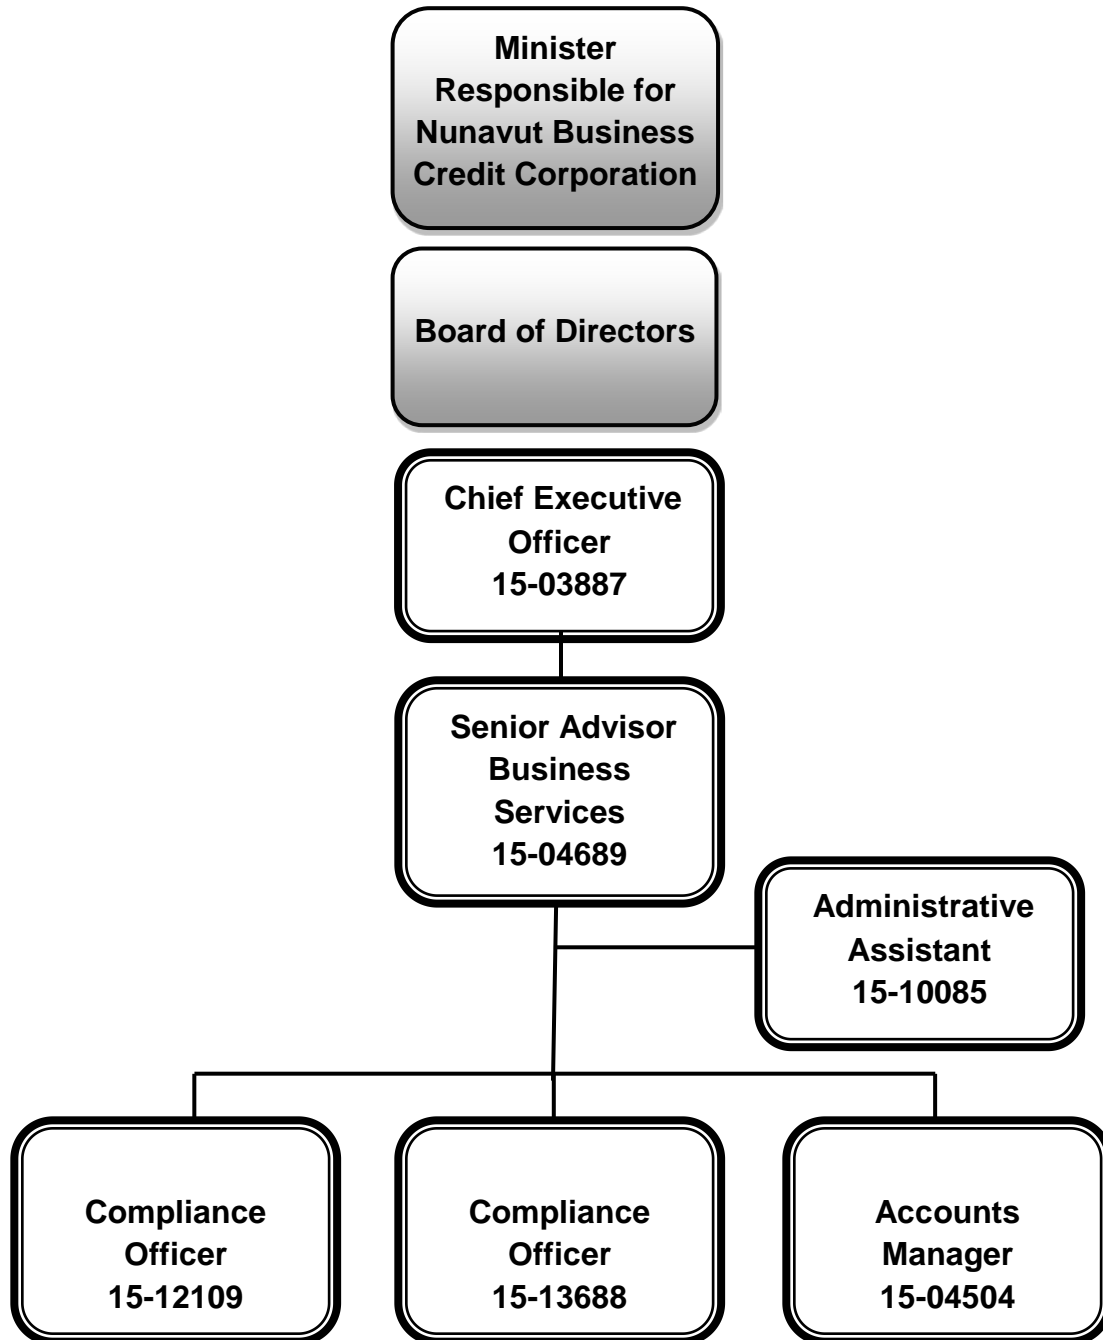 Minister
Responsible for
Nunavut Business
Credit Corporation
Board of Directors
Chief Executive
Officer
15-03887
Senior Advisor
Business
Services
15-04689
Administrative
Assistant
15-10085
Compliance
Officer
15-12109
Compliance
Officer
15-13688
Accounts
Manager
15-04504